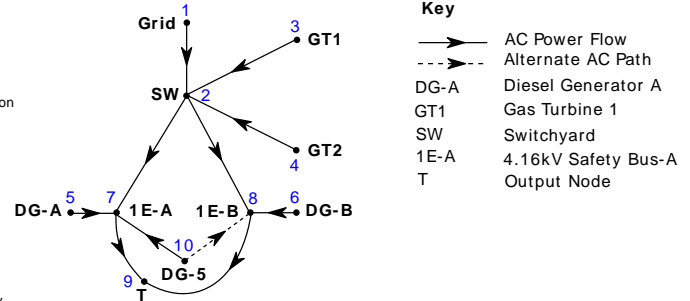 1
Grid
3
GT1
on
SW 2
GT2
4
5 7 8 6
DG-A 1E-A 1E-B DG-B
10
DG-5
9
T
y
Key
AC Power Flow
Alternate AC Path
DG-A Diesel Generator A
GT1 Gas Turbine 1
SW Switchyard
1E-A 4.16kV Safety Bus-A
T Output Node